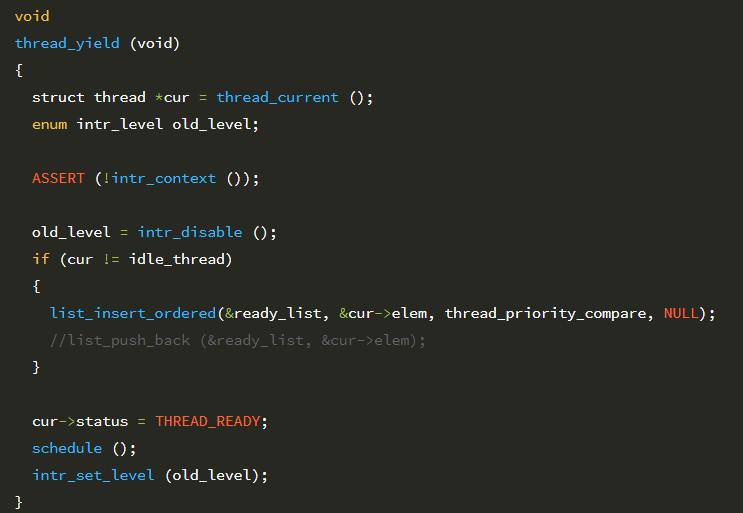 void
thread_yield (void)
{
  struct thread *cur = thread_current ();
  enum intr_level old_level;

  ASSERT (!intr_context ());

  old_level = intr_disable ();
  if (cur != idle_thread)
  {
    list_insert_ordered(&ready_list, &cur->elem, thread_priority_compare, NULL);
    //list_push_back (&ready_list, &cur->elem);
  }

  cur->status = THREAD_READY;
  schedule ();
  intr_set_level (old_level);
}